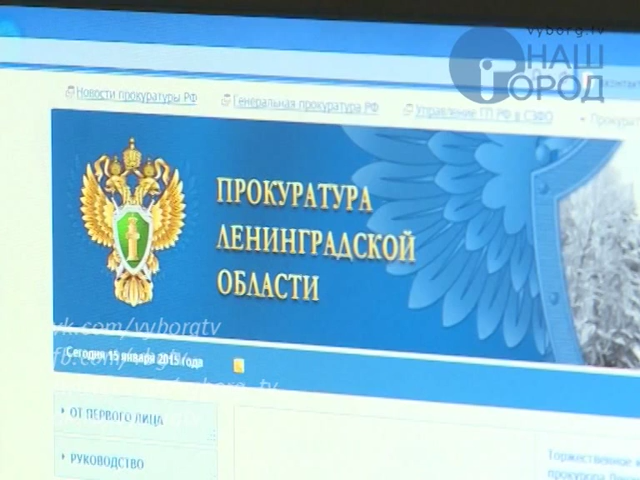 vyborg.tv
НАШ
ГОРОД
Новости прокуратуры РФ
Генеральная прокуратура РФ
Управление ГП РФ в СЗФО
ПРОКУРАТУРА
ЛЕНИНГРАДСКОЙ
ОБЛАСТИ
vk.com/vyborgtv
Сегодня 15 января 2015 года
ОТ ПЕРВОГО ЛИЦА
РУКОВОДСТВО
Торжественное